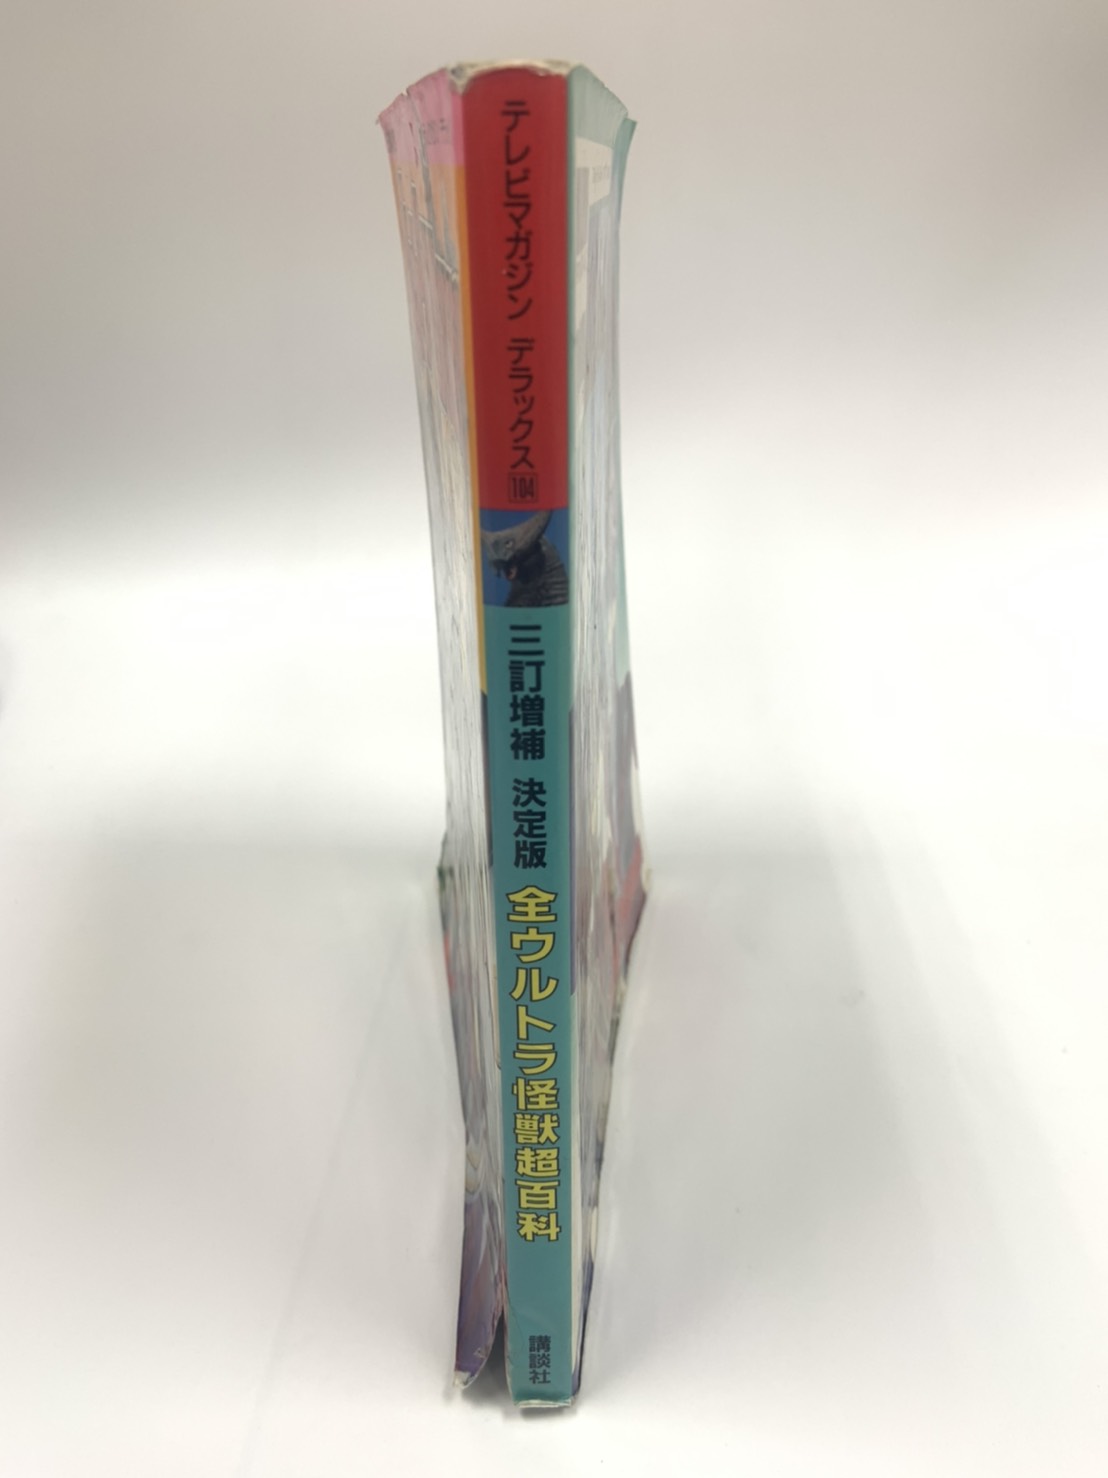 テレビマガジン デラックス 104
三訂増補 決定版
全ウルトラ怪獣超百科
講談社